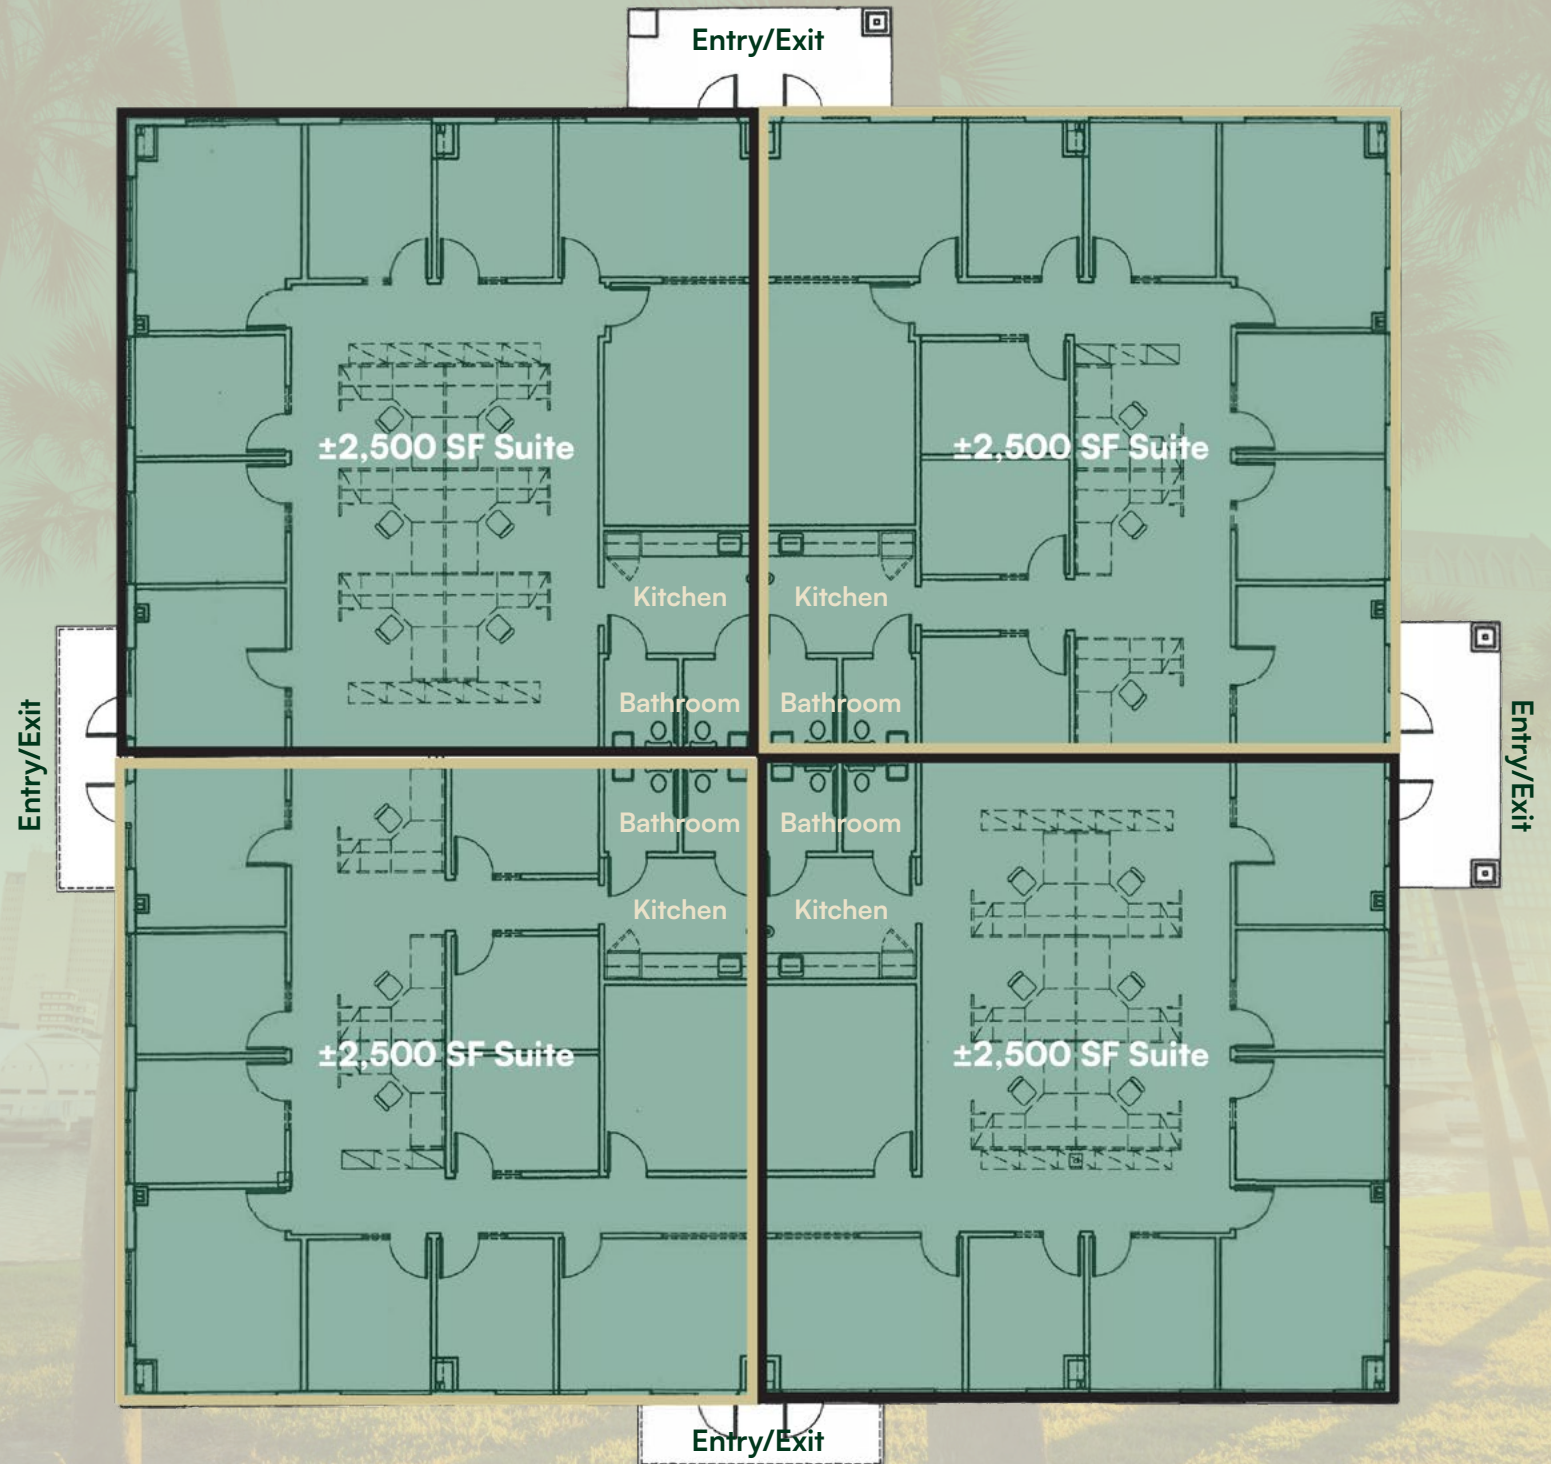 Entry/Exit
±2,500 SF Suite
±2,500 SF Suite
Kitchen
Kitchen
Bathroom
Bathroom
Entry/Exit
Entry/Exit
Bathroom
Bathroom
Kitchen
Kitchen
±2,500 SF Suite
±2,500 SF Suite
Entry/Exit